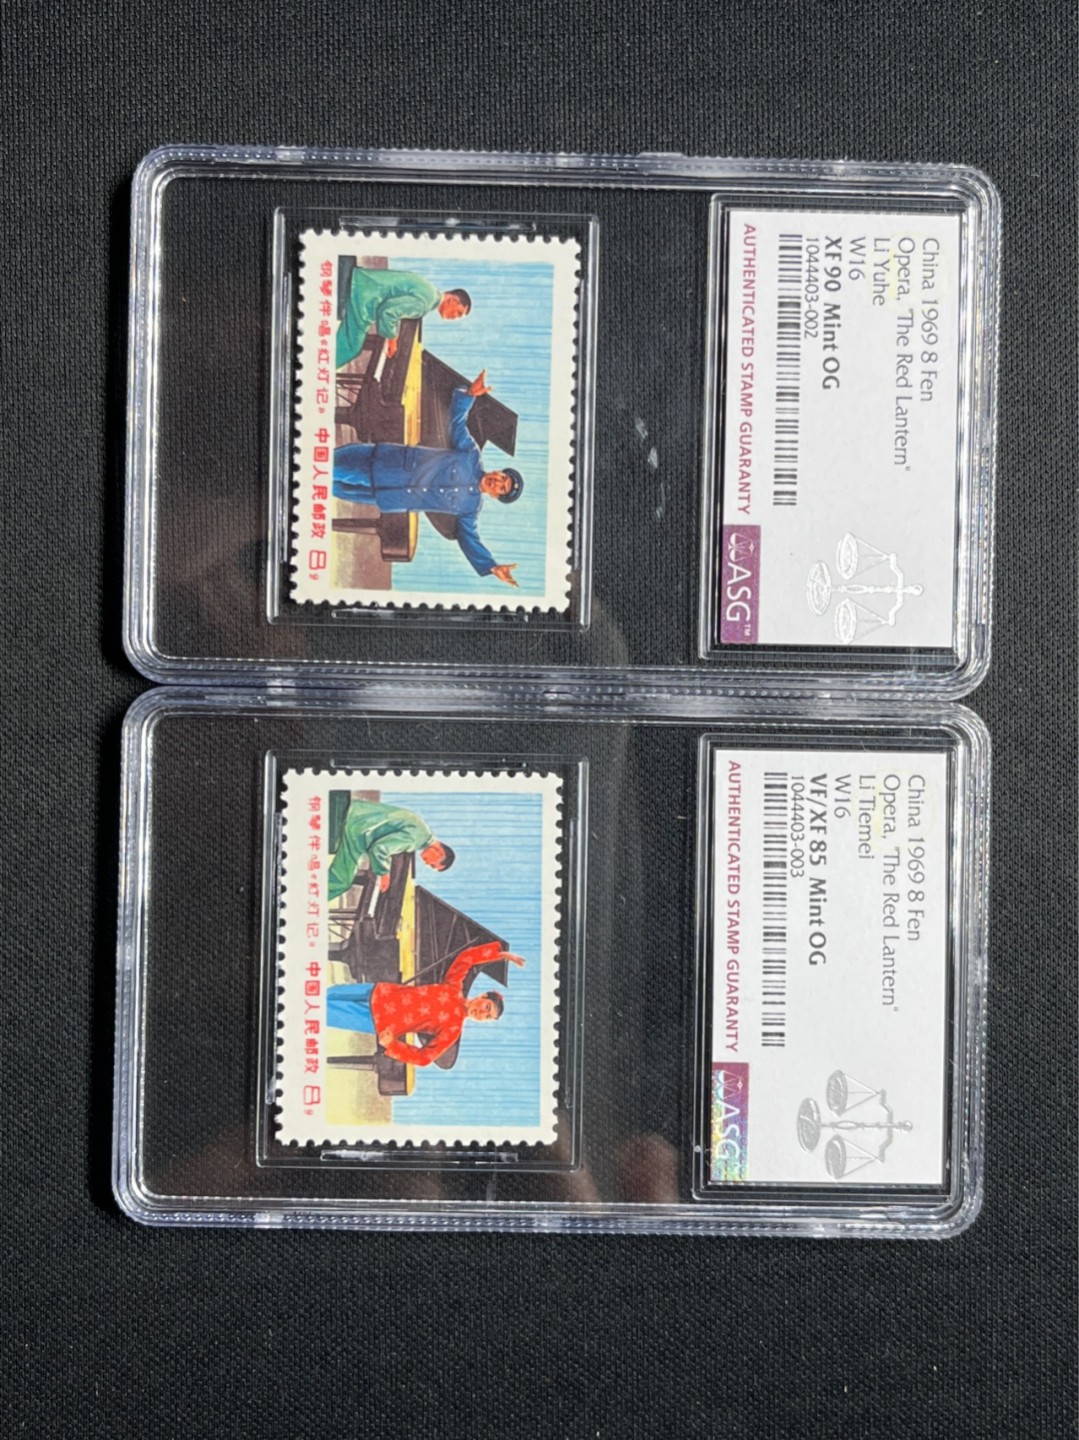 China 1969 8 Fen
Opera, "The Red Lantern"
Li Yuhe
W16
XF 90 Mint OG
1044403-002
AUTHENTICATED STAMP GUARANTY
ASG™
钢琴伴唱《红灯记》 中国人民邮政 8分
China 1969 8 Fen
Opera, "The Red Lantern"
Li Tiemei
W16
VF/XF 85 Mint OG
1044403-003
AUTHENTICATED STAMP GUARANTY
ASG
钢琴伴唱《红灯记》 中国人民邮政 8分